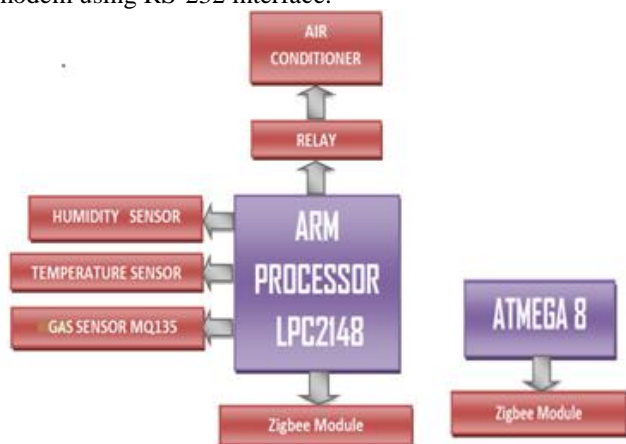 modem using RS-232 interface.
AIR
CONDITIONER
RELAY
HUMIDITY SENSOR
TEMPERATURE SENSOR
GAS SENSOR MQ135
ARM
PROCESSOR
LPC2148
Zigbee Module
ATMEGA 8
Zigbee Module